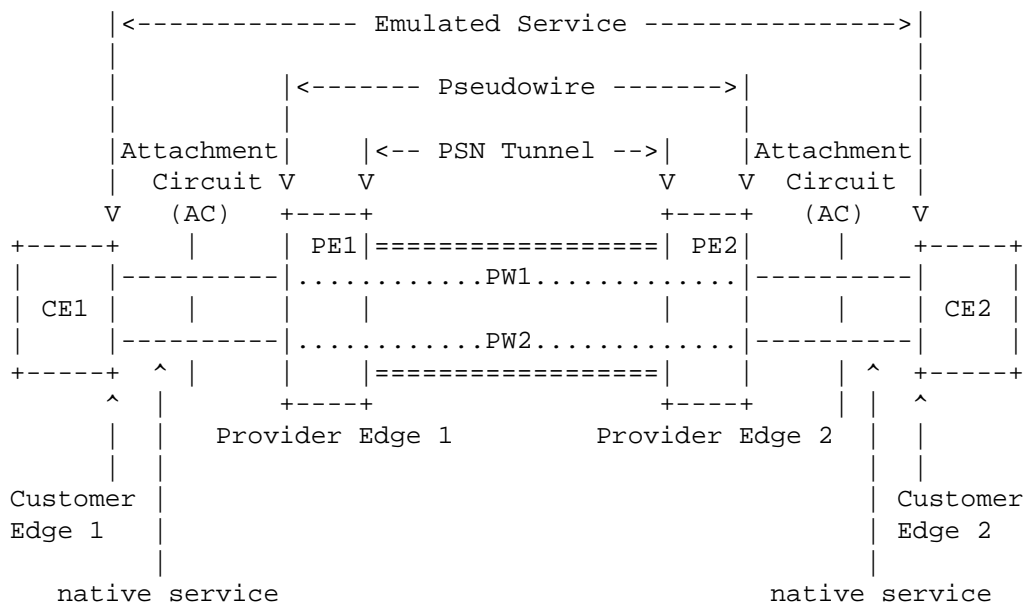 |<-------------- Emulated Service ---------------->|
|<------- Pseudowire ------->|
|Attachment| |<-- PSN Tunnel -->| |Attachment|
| Circuit V V V V Circuit |
V (AC) +----+ +----+ (AC) V
+-----+ | | PE1|==================| PE2| | +-----+
| |----------|............PW1.............|----------| |
| CE1 | | | | | | | | CE2 |
| |----------|............PW2.............|----------| |
+-----+ ^ | | |==================| | | ^ +-----+
^ | +----+ +----+ | | ^
| | Provider Edge 1 Provider Edge 2 | |
| | | |
Customer | | Customer
Edge 1 | | Edge 2
| |
native service native service